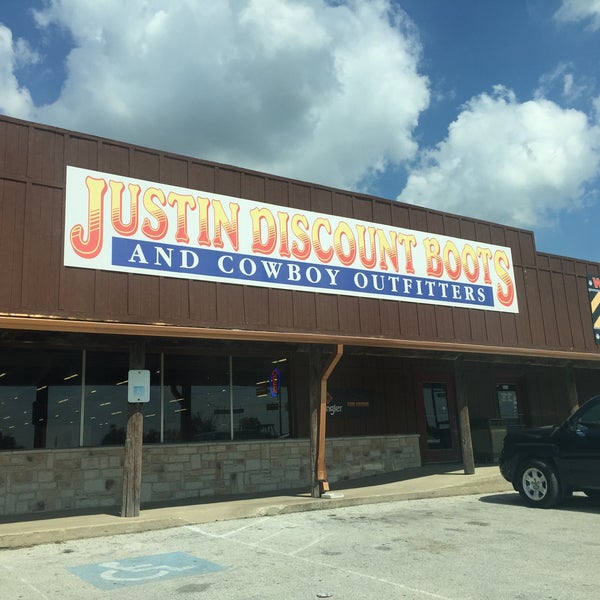 JUSTIN DISCOUNT BOOTS
AND COWBOY OUTFITTERS